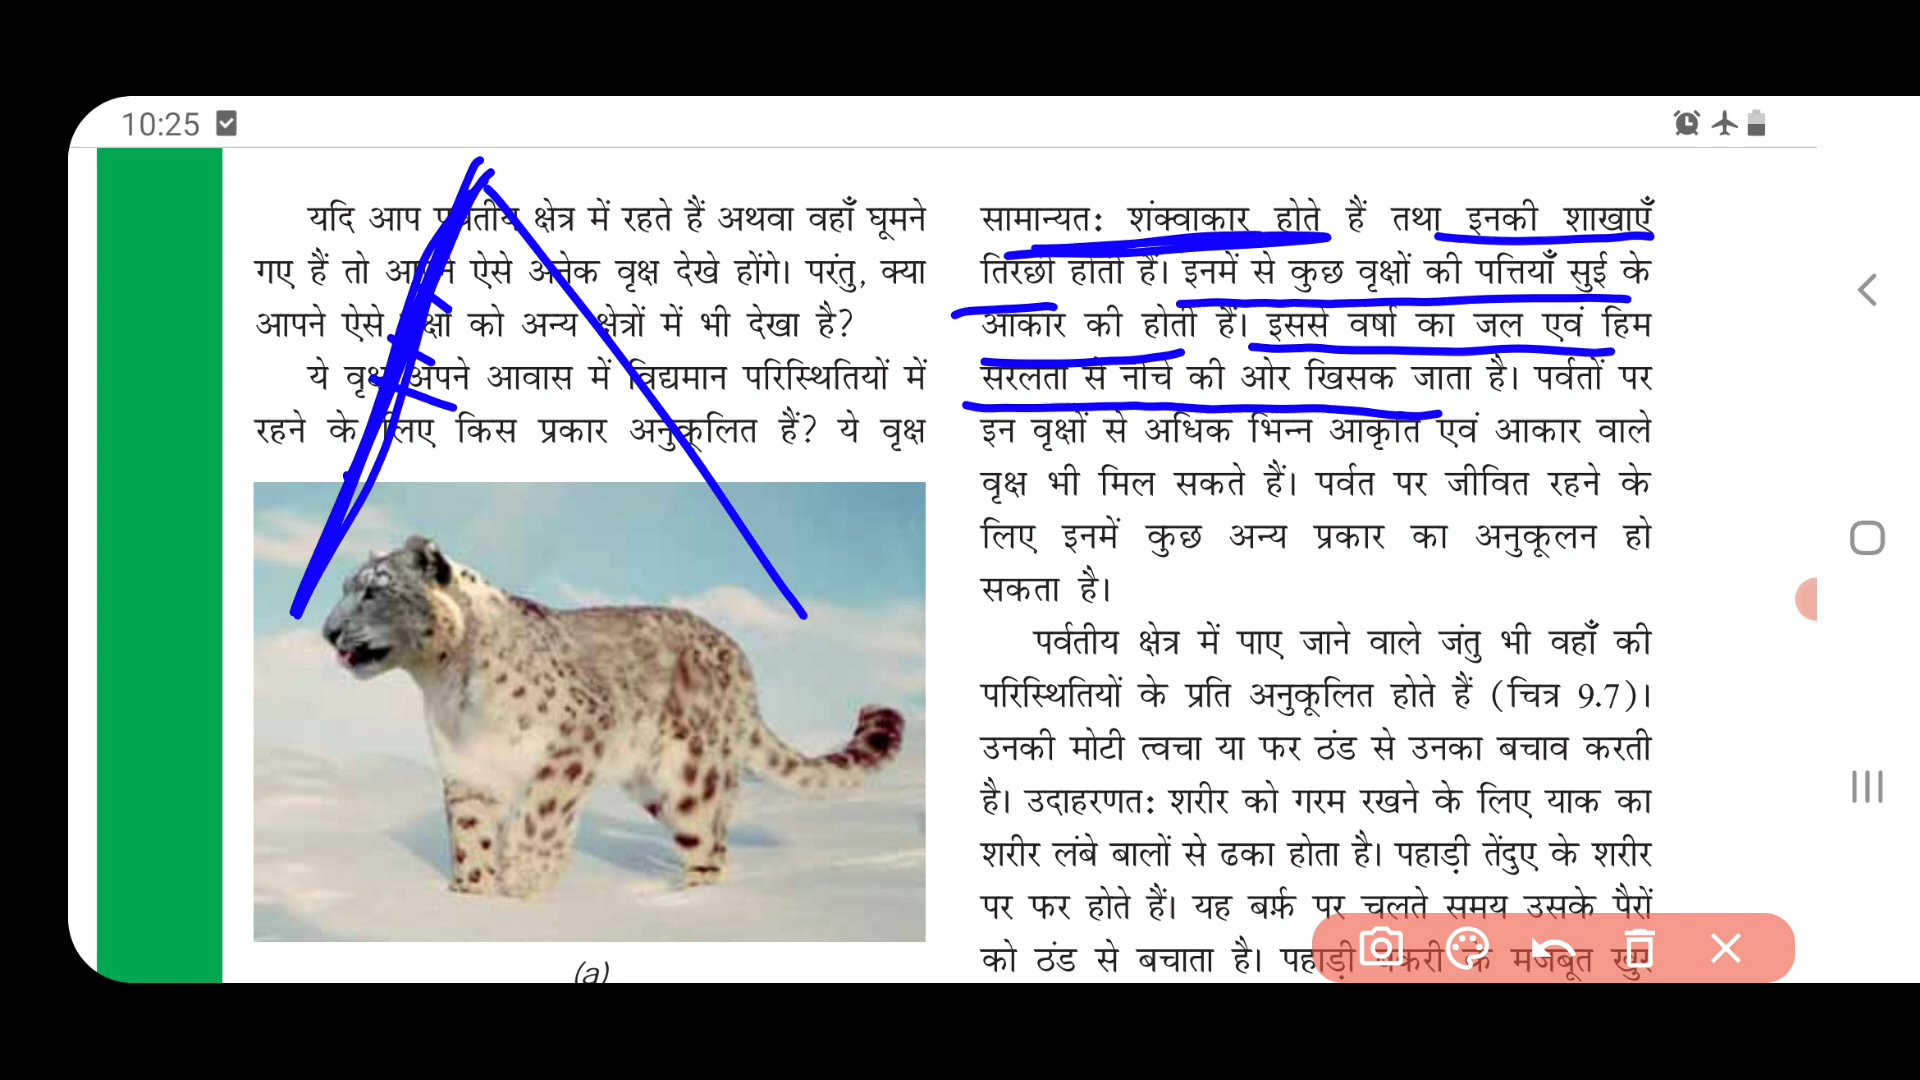 10:25
यदि आप पर्वतीय क्षेत्र में रहते हैं अथवा वहाँ घूमने
गए हैं तो आपने ऐसे अनेक वृक्ष देखे होंगे। परंतु, क्या
आपने ऐसे वृक्षों को अन्य क्षेत्रों में भी देखा है?
ये वृक्ष अपने आवास में विद्यमान परिस्थितियों में
रहने के लिए किस प्रकार अनुकूलित हैं? ये वृक्ष
(a)
सामान्यत: शंक्वाकार होते हैं तथा इनकी शाखाएँ
तिरछी होती हैं। इनमें से कुछ वृक्षों की पत्तियाँ सुई के
आकार की होती हैं। इससे वर्षा का जल एवं हिम
सरलता से नीचे की ओर खिसक जाता है। पर्वतों पर
इन वृक्षों से अधिक भिन्न आकृति एवं आकार वाले
वृक्ष भी मिल सकते हैं। पर्वत पर जीवित रहने के
लिए इनमें कुछ अन्य प्रकार का अनुकूलन हो
सकता है।
पर्वतीय क्षेत्र में पाए जाने वाले जंतु भी वहाँ की
परिस्थितियों के प्रति अनुकूलित होते हैं (चित्र 9.7)।
उनकी मोटी त्वचा या फर ठंड से उनका बचाव करती
है। उदाहरणत: शरीर को गरम रखने के लिए याक का
शरीर लंबे बालों से ढका होता है। पहाड़ी तेंदुए के शरीर
पर फर होते हैं। यह बर्फ़ पर चलते समय उसके पैरों
को ठंड से बचाता है। पहाड़ी बकरी के मजबूत खुर